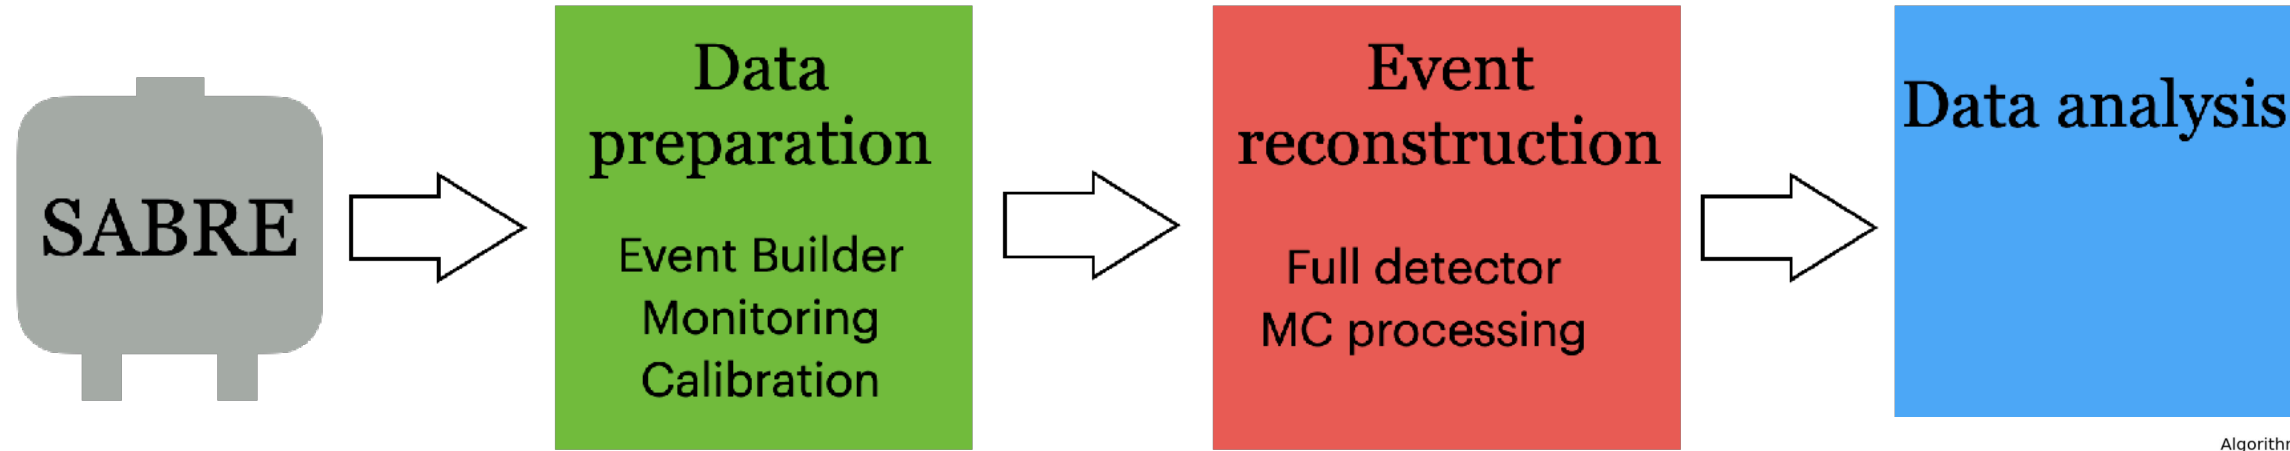 SABRE
Data
preparation
Event Builder
Monitoring
Calibration
Event
reconstruction
Full detector
MC processing
Data analysis